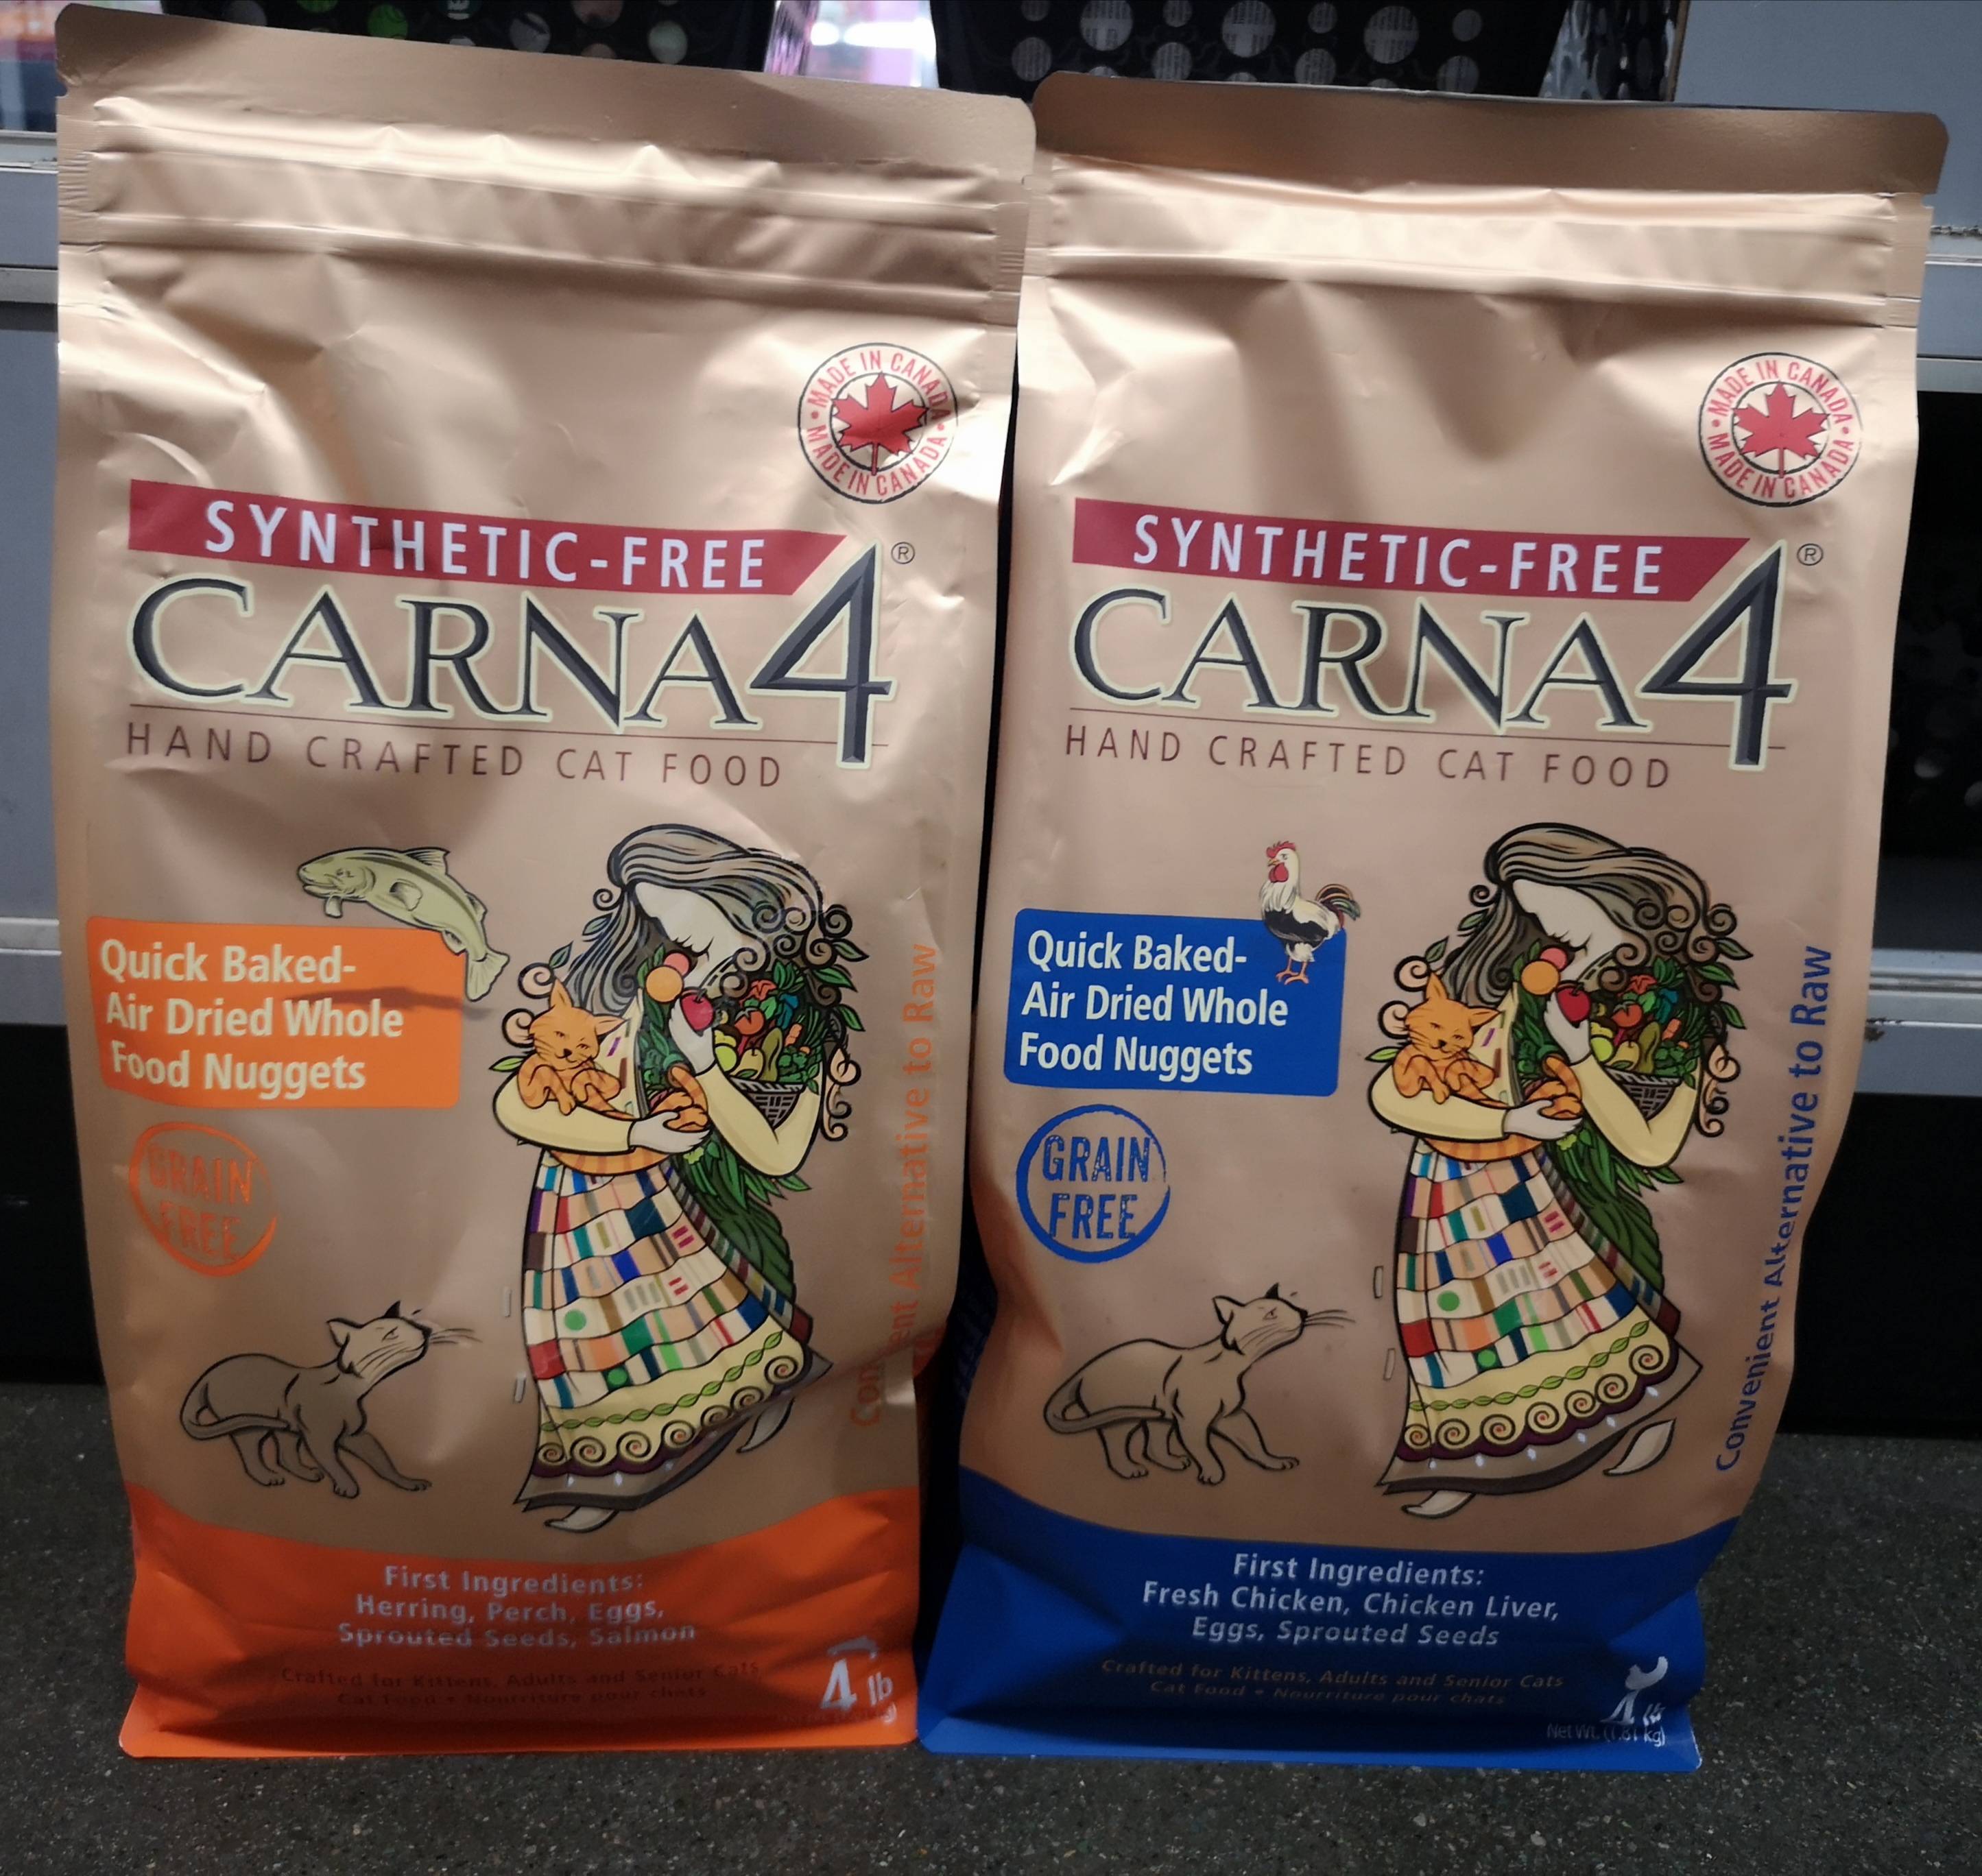 MADE IN CANADA
MADE IN CANADA
SYNTHETIC-FREE
CARNA4®
HAND CRAFTED CAT FOOD
Quick Baked-
Air Dried Whole
Food Nuggets
GRAIN
FREE
Alternative to Raw
First Ingredients:
Herring, Perch, Eggs,
Sprouted Seeds, Salmon
Crafted for Kittens, Adults and Senior Cats
Cat Food • Nourriture pour chats
4 lb
MADE IN CANADA
MADE IN CANADA
SYNTHETIC-FREE
CARNA4®
HAND CRAFTED CAT FOOD
Quick Baked-
Air Dried Whole
Food Nuggets
GRAIN
FREE
Convenient Alternative to Raw
First Ingredients:
Fresh Chicken, Chicken Liver,
Eggs, Sprouted Seeds
Crafted for Kittens, Adults and Senior Cats
Cat Food • Nourriture pour chats
4 lb
Net Wt. (1.81 kg)